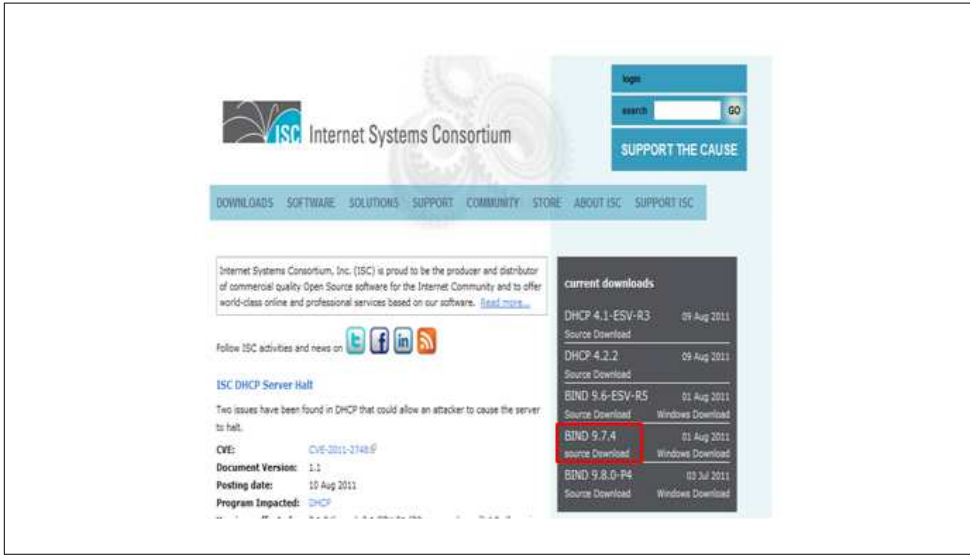 login
search GO
SUPPORT THE CAUSE
ISC Internet Systems Consortium
DOWNLOADS SOFTWARE SOLUTIONS SUPPORT COMMUNITY STORE ABOUT ISC SUPPORT ISC
Internet Systems Consortium, Inc. (ISC) is proud to be the producer and distributor
of commercial quality Open Source software for the Internet Community and to offer
world-class online and professional services based on our software. Read more...
Follow ISC activities and news on
ISC DHCP Server Halt
Two issues have been found in DHCP that could allow an attacker to cause the server
to halt.
CVE: CVE-2011-2748
Document Version: 1.1
Posting date: 10 Aug 2011
Program Impacted: DHCP
current downloads
DHCP 4.1-ESV-R3 09 Aug 2011
Source Download
DHCP 4.2.2 09 Aug 2011
Source Download
BIND 9.6-ESV-R5 01 Aug 2011
Source Download Windows Download
BIND 9.7.4 01 Aug 2011
source Download Windows Download
BIND 9.8.0-P4 03 Jul 2011
Source Download Windows Download